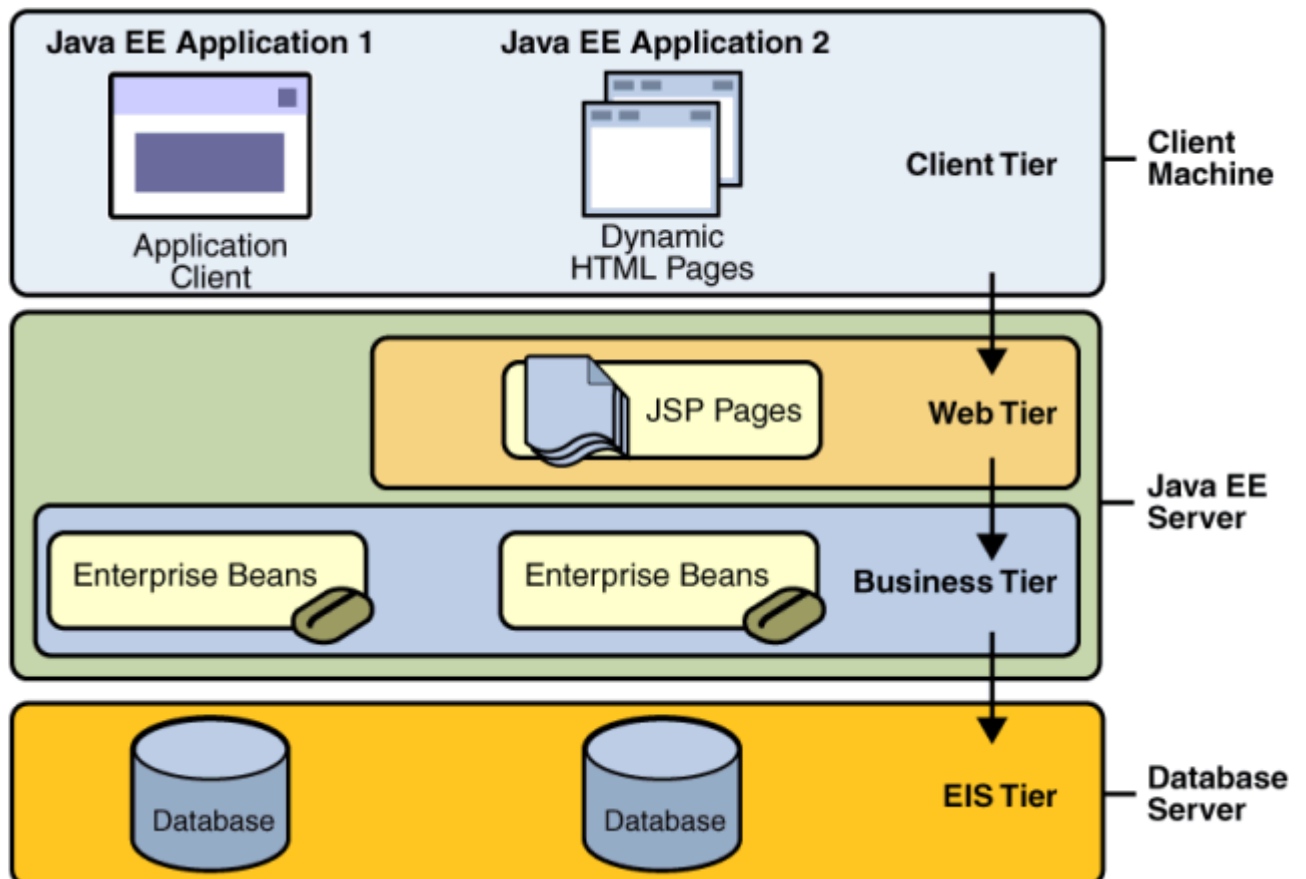 Java EE Application 1
Java EE Application 2
Application
Client
Dynamic
HTML Pages
Client Tier
Client
Machine
JSP Pages
Web Tier
Java EE
Server
Enterprise Beans
Enterprise Beans
Business Tier
Database
Database
EIS Tier
Database
Server